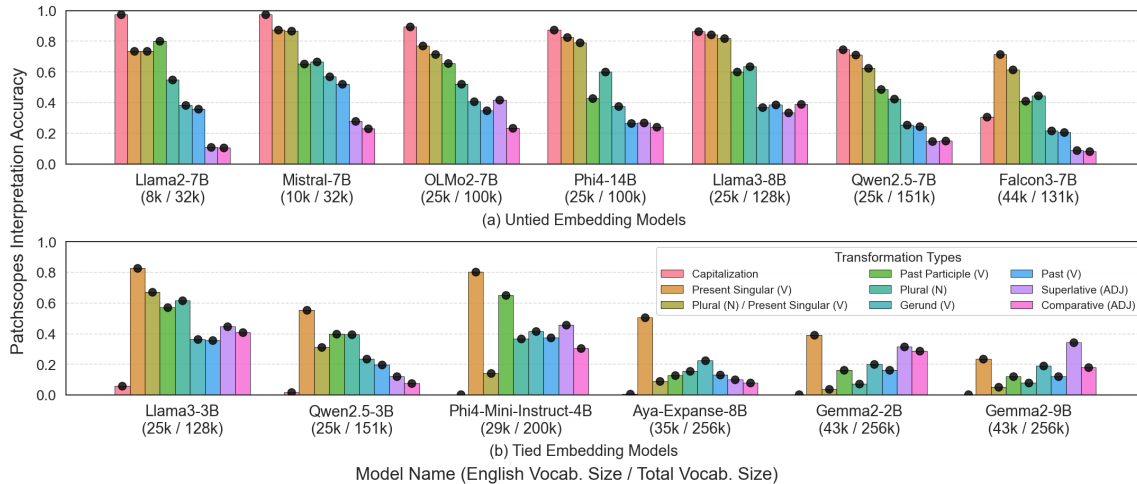 Patchscopes Interpretation Accuracy
1.0
0.8
0.6
0.4
0.2
0.0
Llama2-7B
(8k / 32k)
Mistral-7B
(10k / 32k)
OLMo2-7B
(25k / 100k)
Phi4-14B
(25k / 100k)
Llama3-8B
(25k / 128k)
Qwen2.5-7B
(25k / 151k)
Falcon3-7B
(44k / 131k)
(a) Untied Embedding Models
1.0
0.8
0.6
0.4
0.2
0.0
Transformation Types
Capitalization
Present Singular (V)
Plural (N) / Present Singular (V)
Past Participle (V)
Plural (N)
Gerund (V)
Past (V)
Superlative (ADJ)
Comparative (ADJ)
Llama3-3B
(25k / 128k)
Qwen2.5-3B
(25k / 151k)
Phi4-Mini-Instruct-4B
(29k / 200k)
Aya-Expanse-8B
(35k / 256k)
Gemma2-2B
(43k / 256k)
Gemma2-9B
(43k / 256k)
(b) Tied Embedding Models
Model Name (English Vocab. Size / Total Vocab. Size)